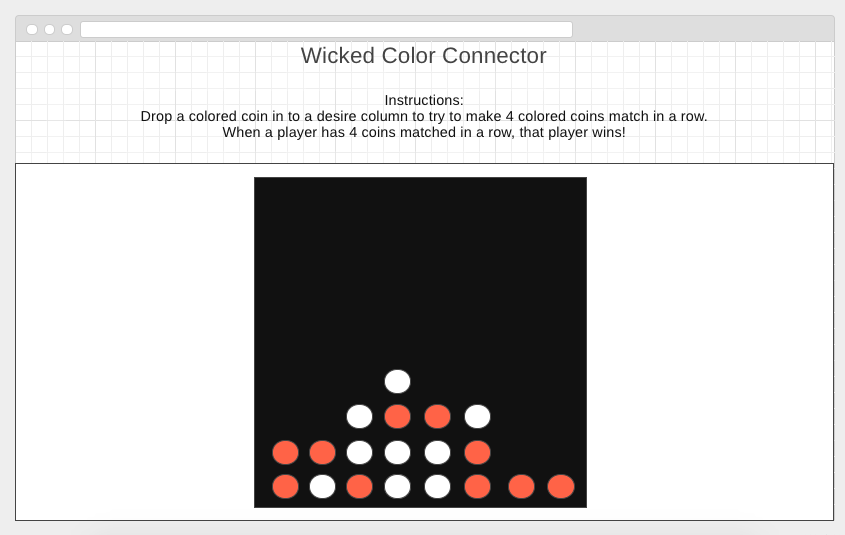 Wicked Color Connector
Instructions:
Drop a colored coin in to a desire column to try to make 4 colored coins match in a row.
When a player has 4 coins matched in a row, that player wins!